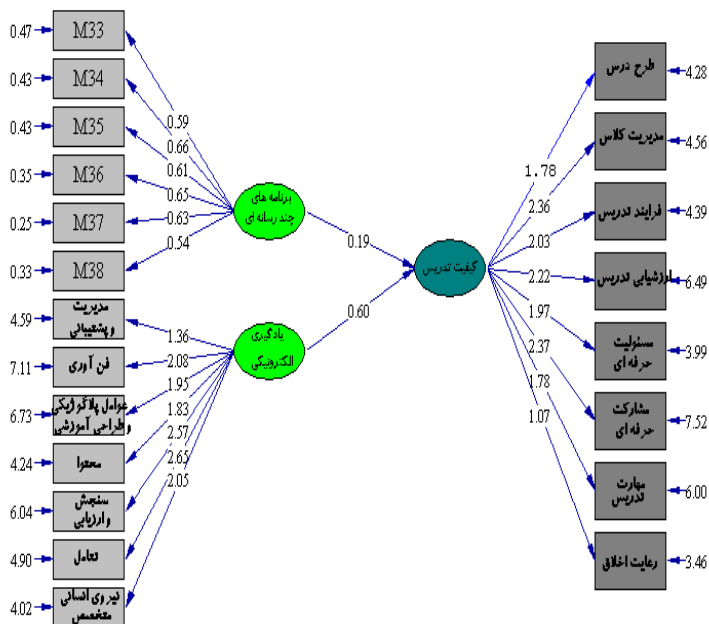 0.47 M33
0.43 M34
0.43 M35
0.35 M36
0.25 M37
0.33 M38
4.59 مدیریت
و پشتیبانی
7.11 فن آوری
6.73 عوامل پداگوژیکی
و طراحی آموزشی
4.24 محتوا
6.04 سنجش
و ارزیابی
4.90 تعامل
4.02 نیروی انسانی
متخصص
0.59
0.66
0.61
0.65
0.63
0.54
1.36
2.08
1.95
1.83
2.57
2.65
2.05
برنامه های
چند رسانه ای
یادگیری
الکترونیکی
0.19
0.60
کیفیت تدریس
1.78
2.36
2.03
2.22
1.97
2.37
1.78
1.07
طرح درس 4.28
مدیریت کلاس 4.56
فرایند تدریس 4.39
ارزشیابی تدریس 6.49
مسئولیت
حرفه ای 3.99
مشارکت
حرفه ای 7.52
مهارت
تدریس 6.00
رعایت اخلاق 3.46